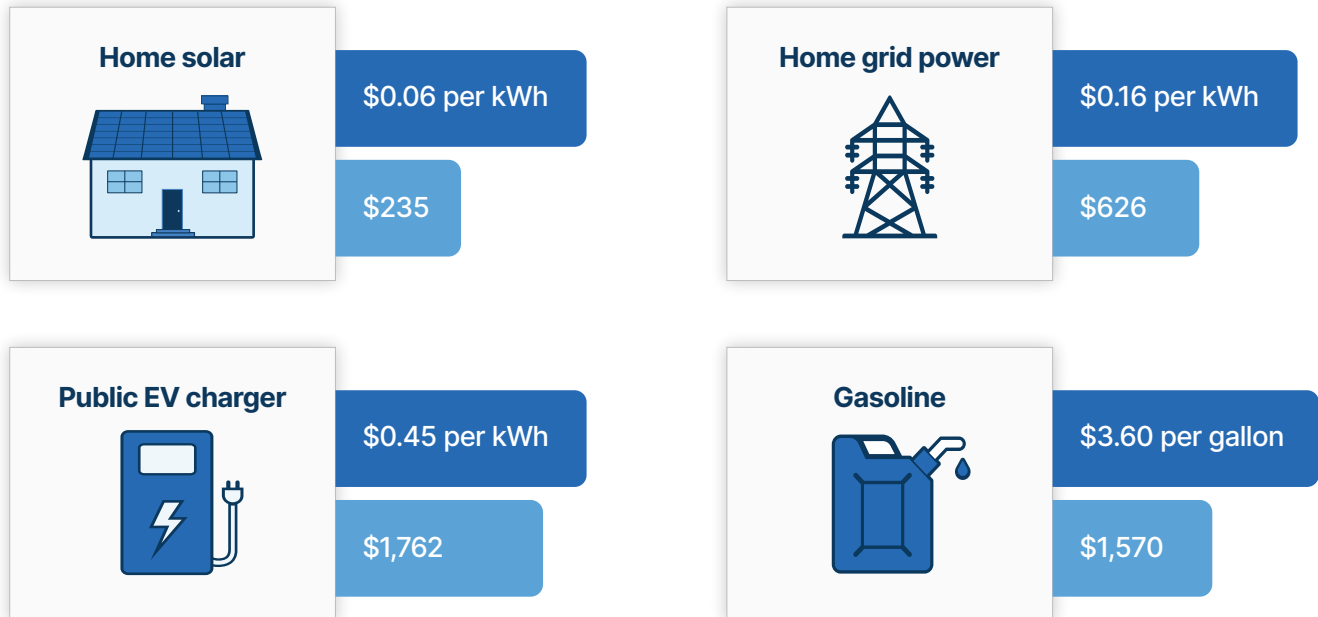 Home solar
$0.06 per kWh
$235
Home grid power
$0.16 per kWh
$626
Public EV charger
$0.45 per kWh
$1,762
Gasoline
$3.60 per gallon
$1,570